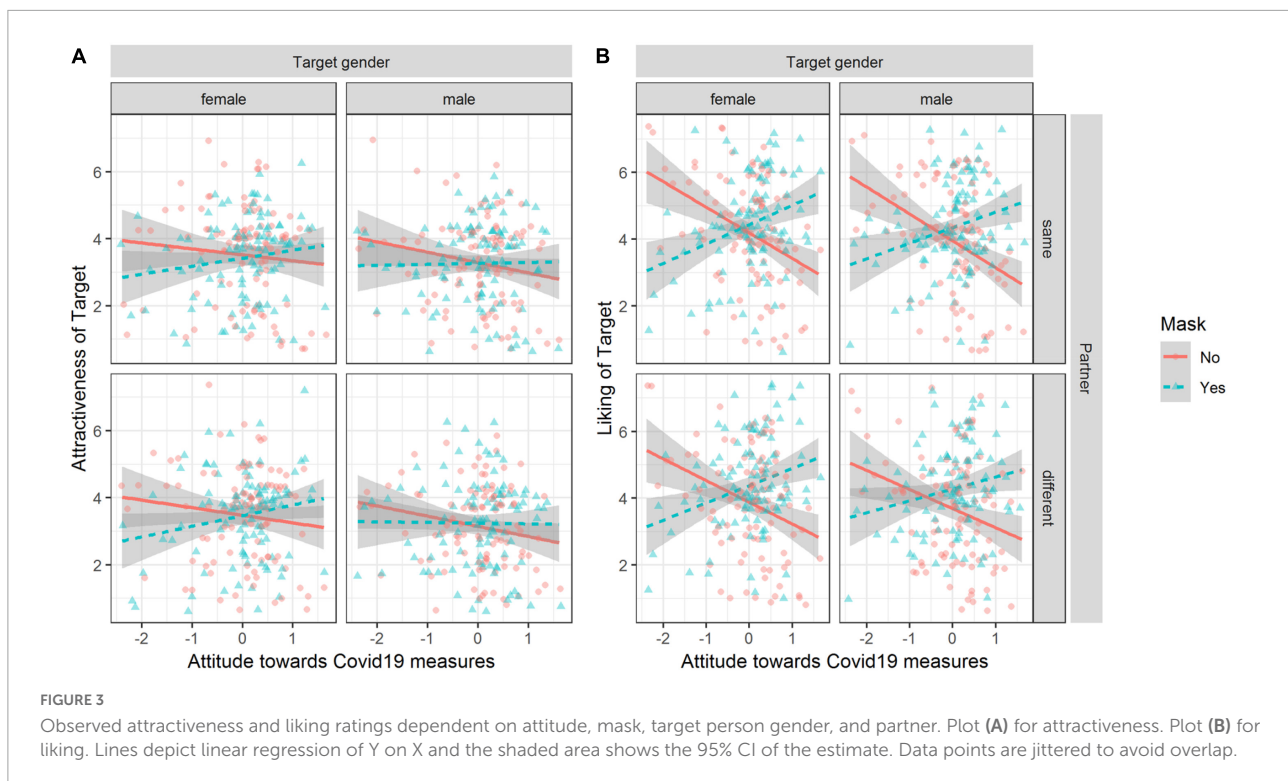 A
Target gender
female
male
Attractiveness of Target
6
4
2
6
4
2
-2
-1
0
1
-2
-1
0
1
Attitude towards Covid19 measures
B
Target gender
female
male
Liking of Target
6
4
2
6
4
2
same
different
Partner
-2
-1
0
1
-2
-1
0
1
Attitude towards Covid19 measures
Mask
No
Yes
FIGURE 3
Observed attractiveness and liking ratings dependent on attitude, mask, target person gender, and partner. Plot (A) for attractiveness. Plot (B) for
liking. Lines depict linear regression of Y on X and the shaded area shows the 95% CI of the estimate. Data points are jittered to avoid overlap.